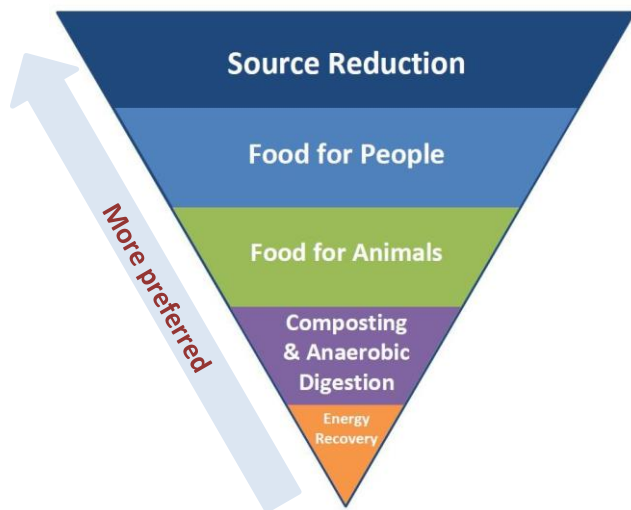 Source Reduction
Food for People
Food for Animals
Composting
& Anaerobic
Digestion
Energy
Recovery
More preferred